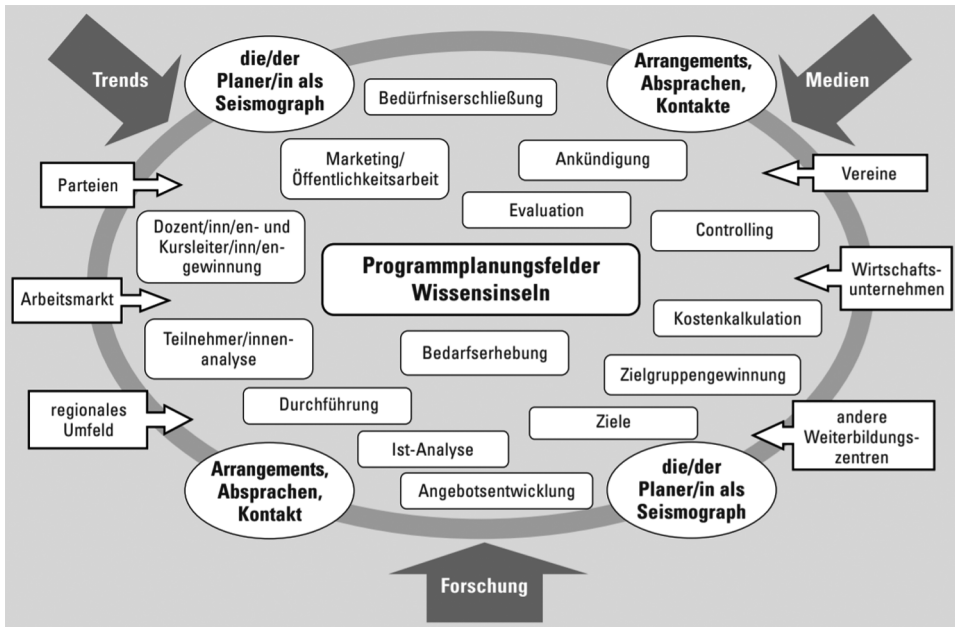 Trends
die/der
Planer/in als
Seismograph
Arrangements,
Absprachen,
Kontakte
Medien
Bedürfniserschließung
Marketing/
Öffentlichkeitsarbeit
Ankündigung
Parteien
Vereine
Evaluation
Dozent/inn/en- und
Kursleiter/inn/en-
gewinnung
Controlling
Programmplanungsfelder
Wissensinseln
Arbeitsmarkt
Wirtschafts-
unternehmen
Kostenkalkulation
Teilnehmer/innen-
analyse
Bedarfserhebung
Zielgruppengewinnung
regionales
Umfeld
Durchführung
Ziele
andere
Weiterbildungs-
zentren
Ist-Analyse
Arrangements,
Absprachen,
Kontakt
Angebotsentwicklung
die/der
Planer/in als
Seismograph
Forschung